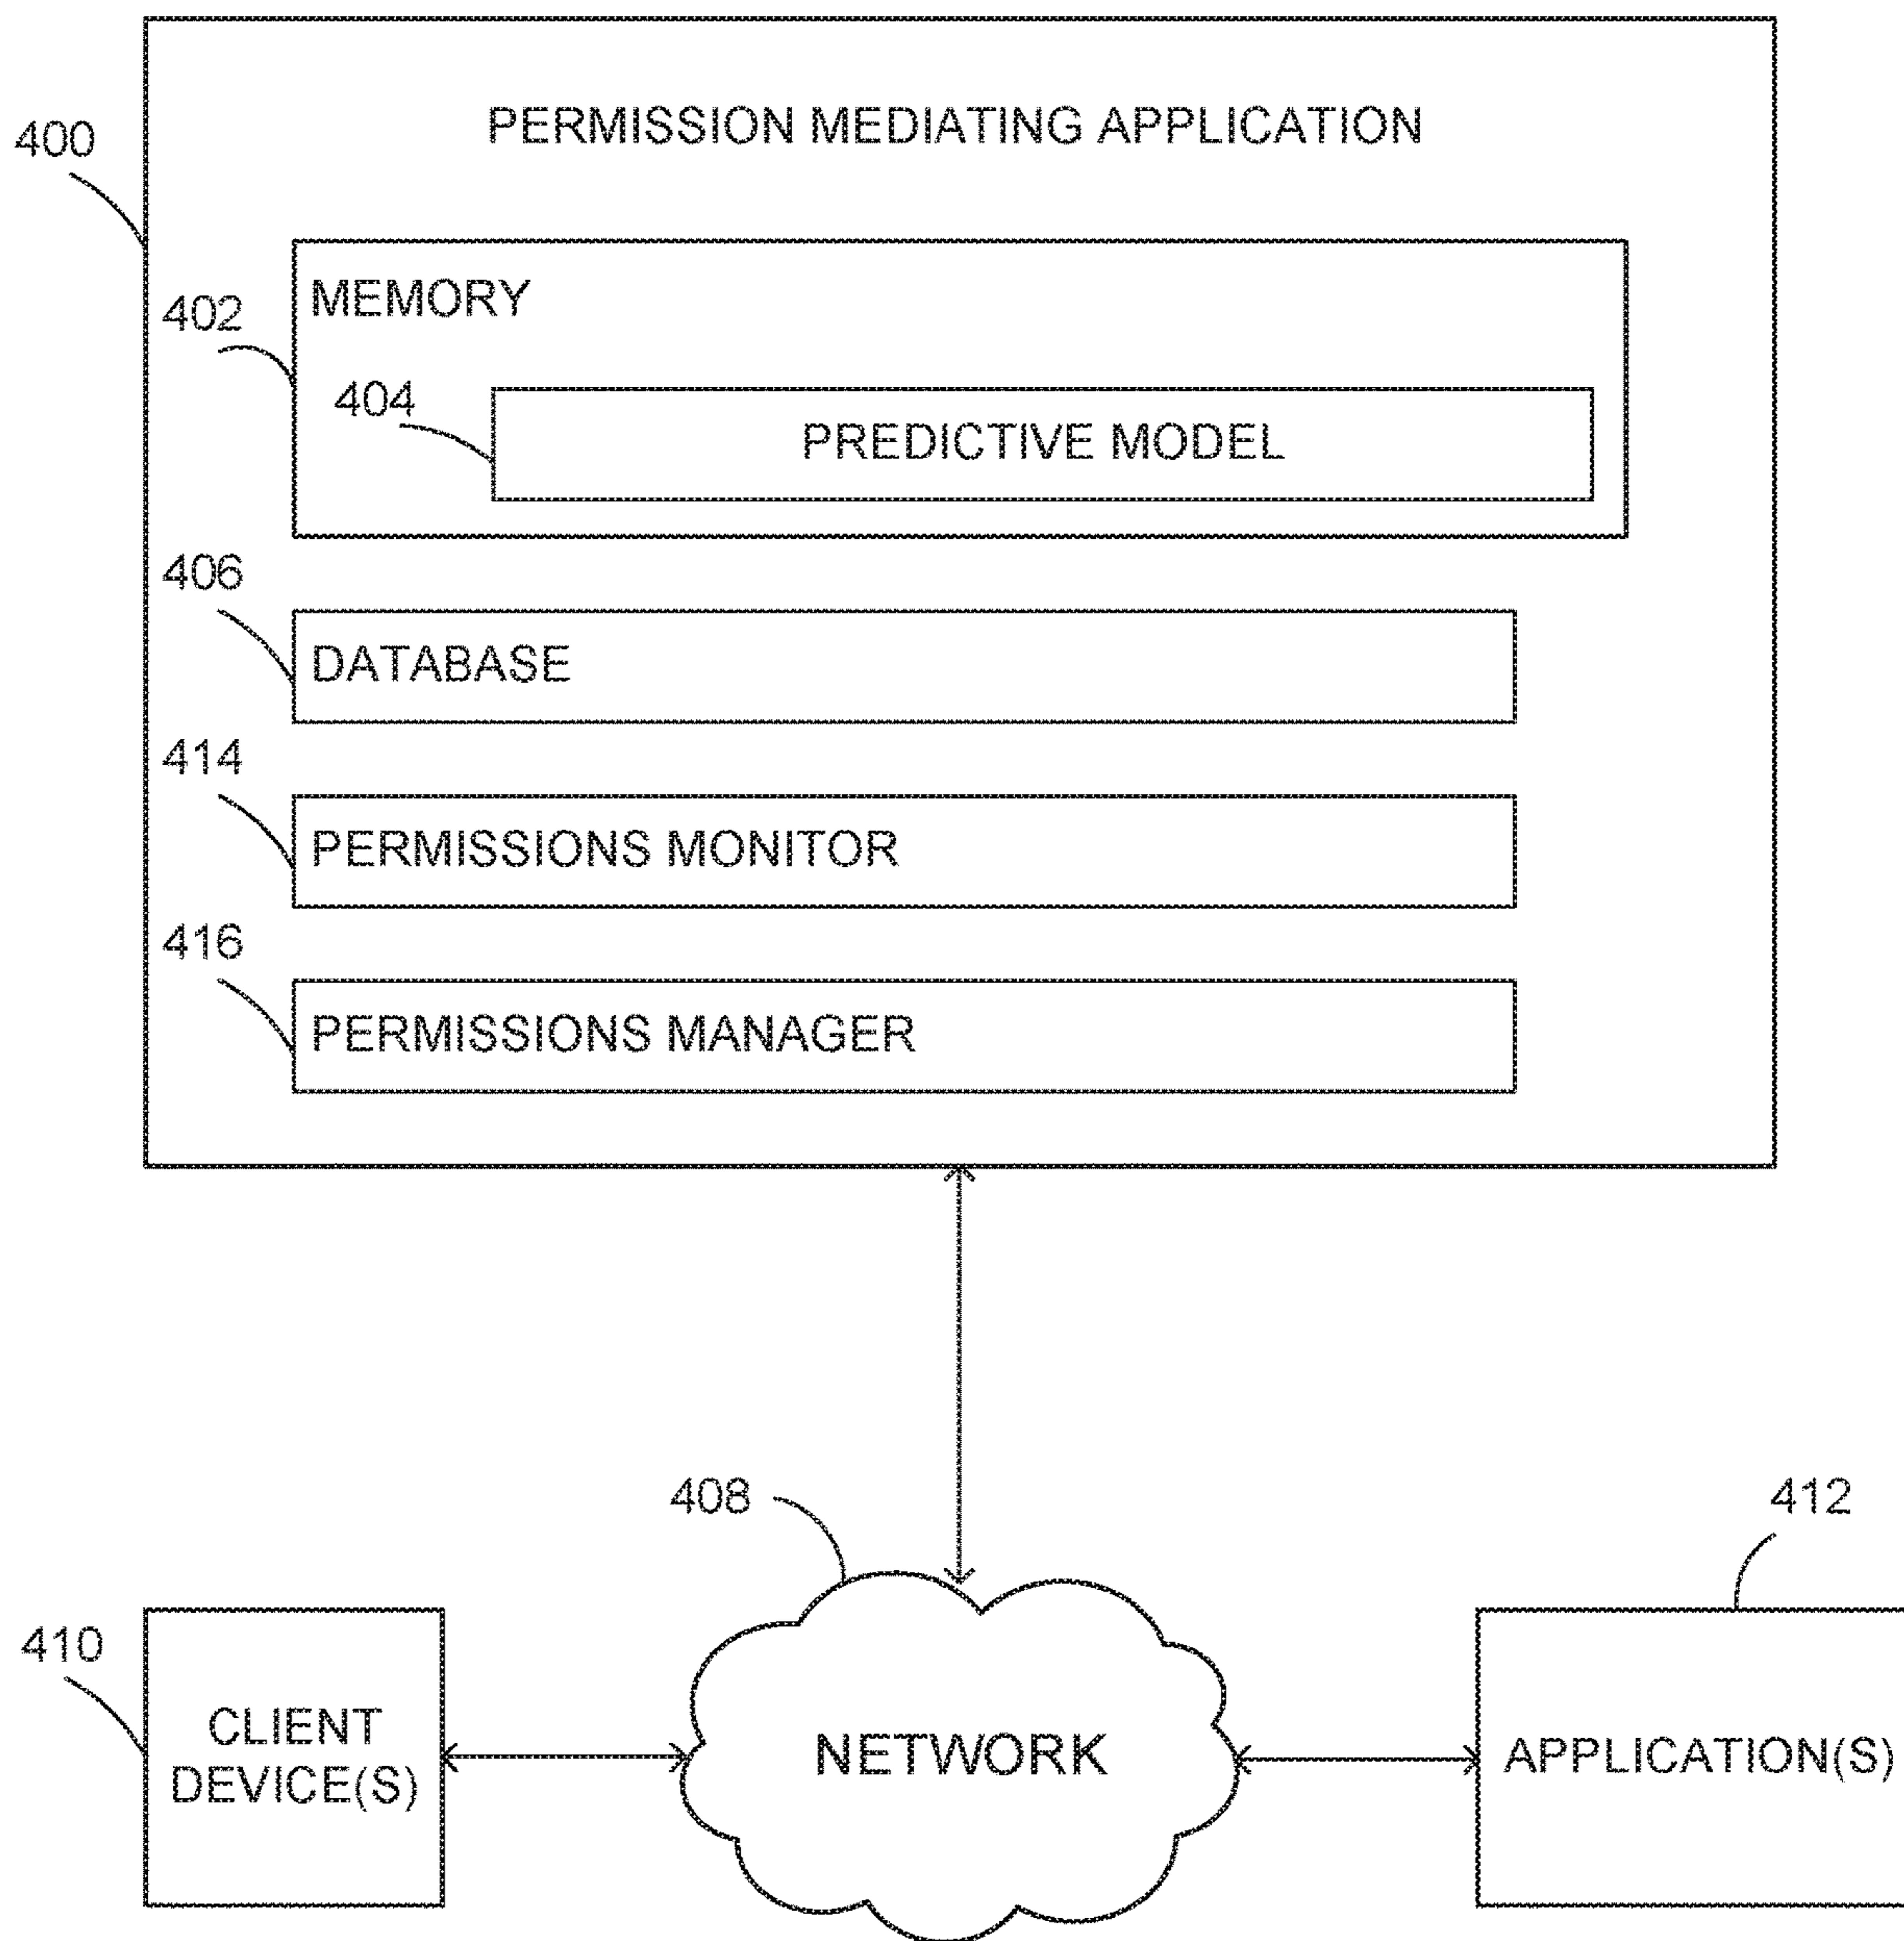 PERMISSION MEDIATING APPLICATION
400
402
MEMORY
404
PREDICTIVE MODEL
406
DATABASE
414
PERMISSIONS MONITOR
416
PERMISSIONS MANAGER
408
412
410
CLIENT
DEVICE(S)
NETWORK
APPLICATION(S)